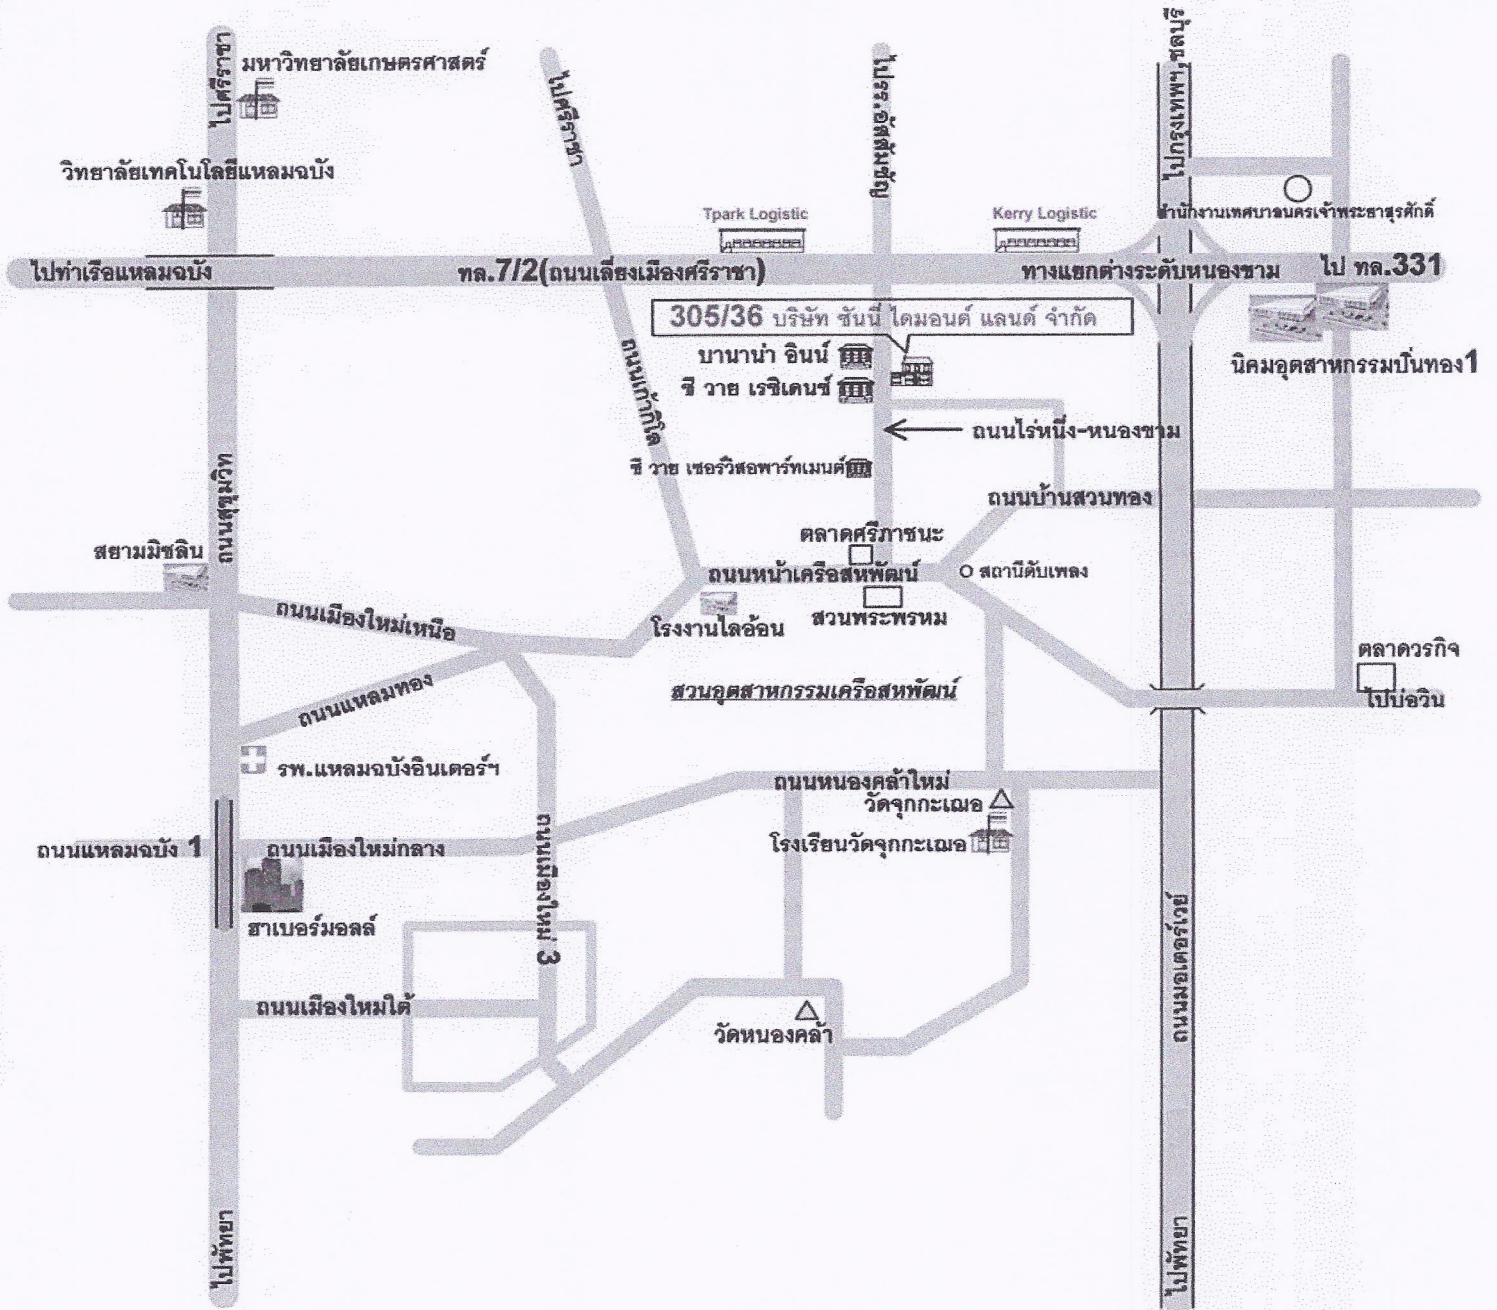 ไปศรีราชา
มหาวิทยาลัยเกษตรศาสตร์
ไปศรีราชา
ไปรร.อัสสัมชัญ
ไปกรุงเทพฯ,ชลบุรี
วิทยาลัยเทคโนโลยีแหลมฉบัง
Tpark Logistic
Kerry Logistic
สำนักงานเทศบาลนครเจ้าพระยาสุรศักดิ์
ไปท่าเรือแหลมฉบัง
ทล.7/2(ถนนเลี่ยงเมืองศรีราชา)
ทางแยกต่างระดับหนองขาม
ไป ทล.331
305/36 บริษัท ซันนี่ ไดมอนด์ แลนด์ จำกัด
บานาน่า อินน์
นิคมอุตสาหกรรมปิ่นทอง1
ซี วาย เรซิเดนซ์
ถนนเก้ากิโล
ถนนไร่หนึ่ง-หนองขาม
ซี วาย เซอร์วิสอพาร์ทเมนต์
ถนนบ้านสวนทอง
ถนนสุขุมวิท
สยามมิชลิน
ตลาดศรีภาชนะ
ถนนหน้าเครือสหพัฒน์
สถานีดับเพลง
ถนนเมืองใหม่เหนือ
โรงงานไลอ้อน
สวนพระพรหม
ตลาดวรกิจ
ถนนแหลมทอง
สวนอุตสาหกรรมเครือสหพัฒน์
ไปบ่อวิน
รพ.แหลมฉบังอินเตอร์ฯ
ถนนหนองคล้าใหม่
วัดจุกกะเฌอ
ถนนแหลมฉบัง 1
ถนนเมืองใหม่กลาง
โรงเรียนวัดจุกกะเฌอ
ถนนเมืองใหม่ 3
ฮาเบอร์มอลล์
ถนนมอเตอร์เวย์
ถนนเมืองใหม่ใต้
วัดหนองคล้า
ไปพัทยา
ไปพัทยา